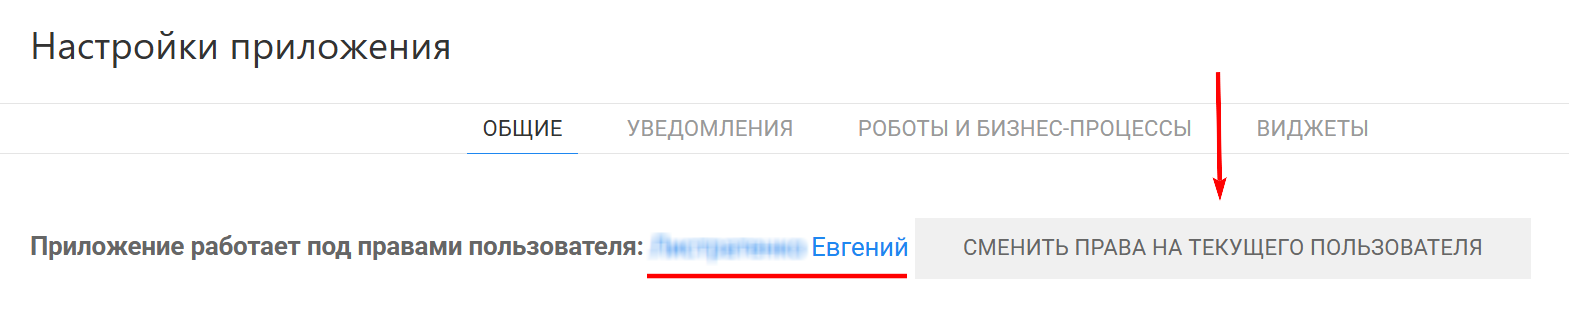 Настройки приложения
ОБЩИЕ УВЕДОМЛЕНИЯ РОБОТЫ И БИЗНЕС-ПРОЦЕССЫ ВИДЖЕТЫ
Приложение работает под правами пользователя: Евгений СМЕНИТЬ ПРАВА НА ТЕКУЩЕГО ПОЛЬЗОВАТЕЛЯ